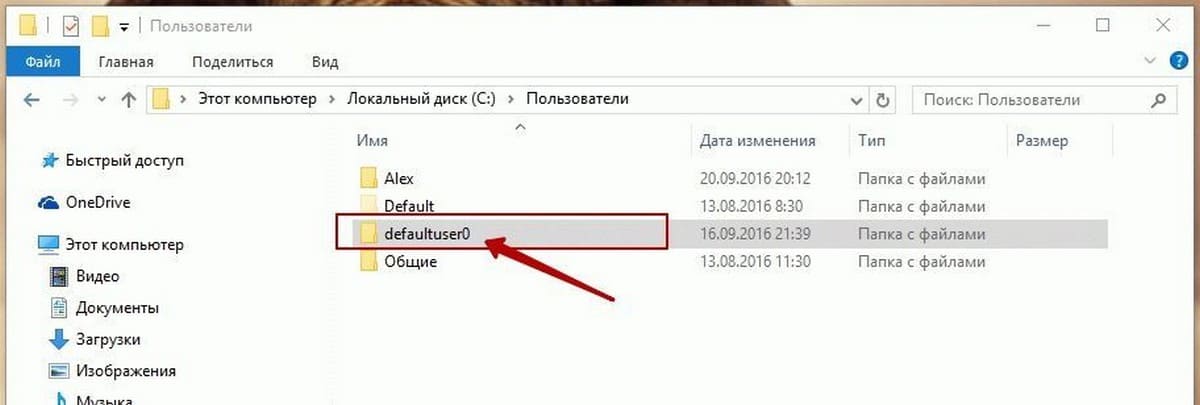 Пользователи
Файл Главная Поделиться Вид
Этот компьютер Локальный диск (C:) Пользователи Поиск: Пользователи
Имя Дата изменения Тип Размер
Быстрый доступ
OneDrive
Этот компьютер
Видео
Документы
Загрузки
Изображения
Музыка
Alex 20.09.2016 20:12 Папка с файлами
Default 13.08.2016 8:30 Папка с файлами
defaultuser0 16.09.2016 21:39 Папка с файлами
Общие 13.08.2016 11:30 Папка с файлами